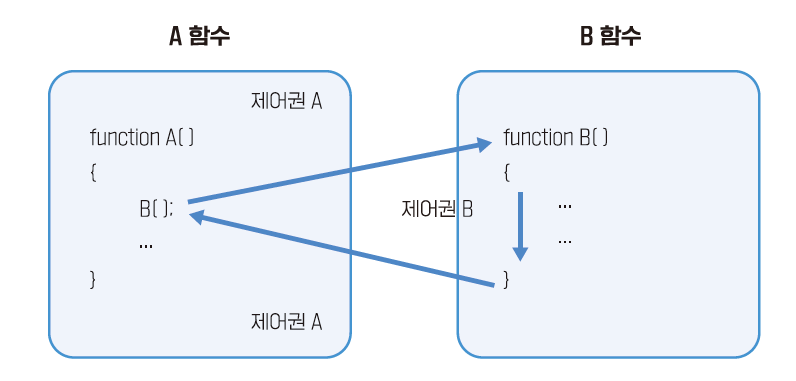 A 함수
제어권 A
function A( )
{
B( );
...
}
제어권 A
제어권 B
B 함수
function B( )
{
...
...
}